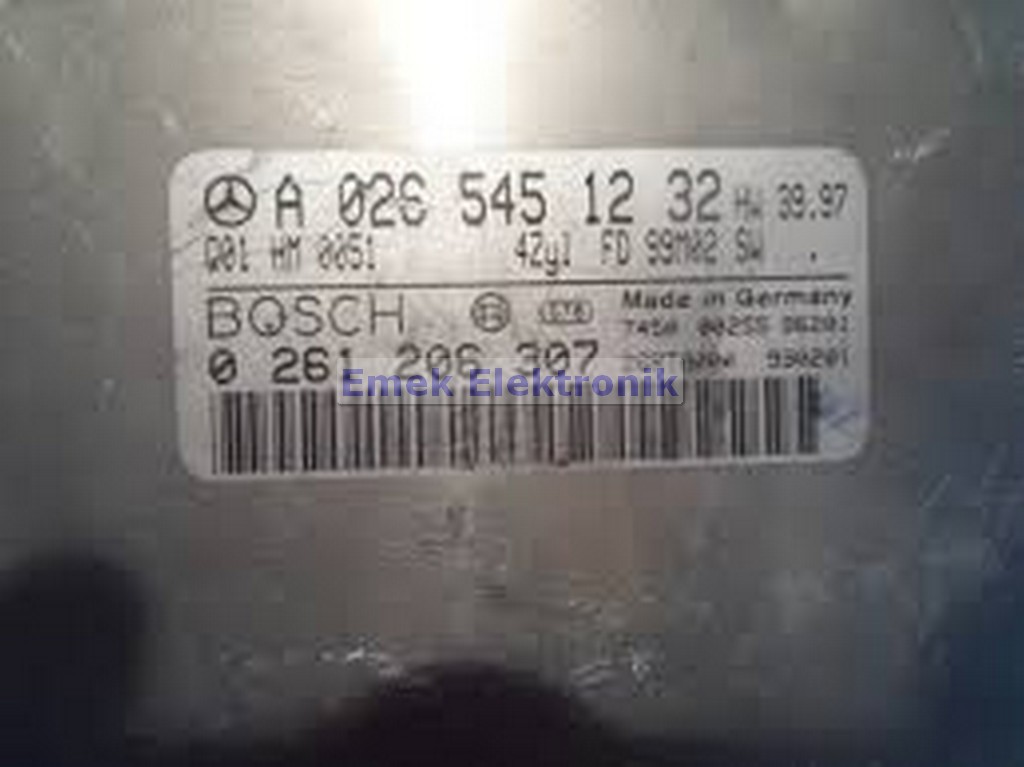 A 026 545 12 32 HW 39.97
Q01 HM 0051 4Zyl FD 99M02 SW .
BOSCH Made in Germany
0 261 206 307
Emek Elektronik